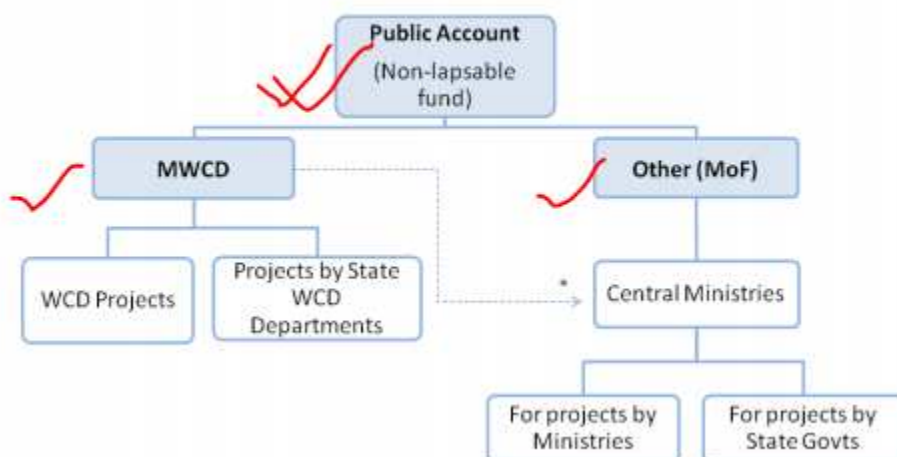 Public Account
(Non-lapsable
fund)
MWCD
Other (MoF)
WCD Projects
Projects by State
WCD
Departments
*
Central Ministries
For projects by
Ministries
For projects by
State Govts